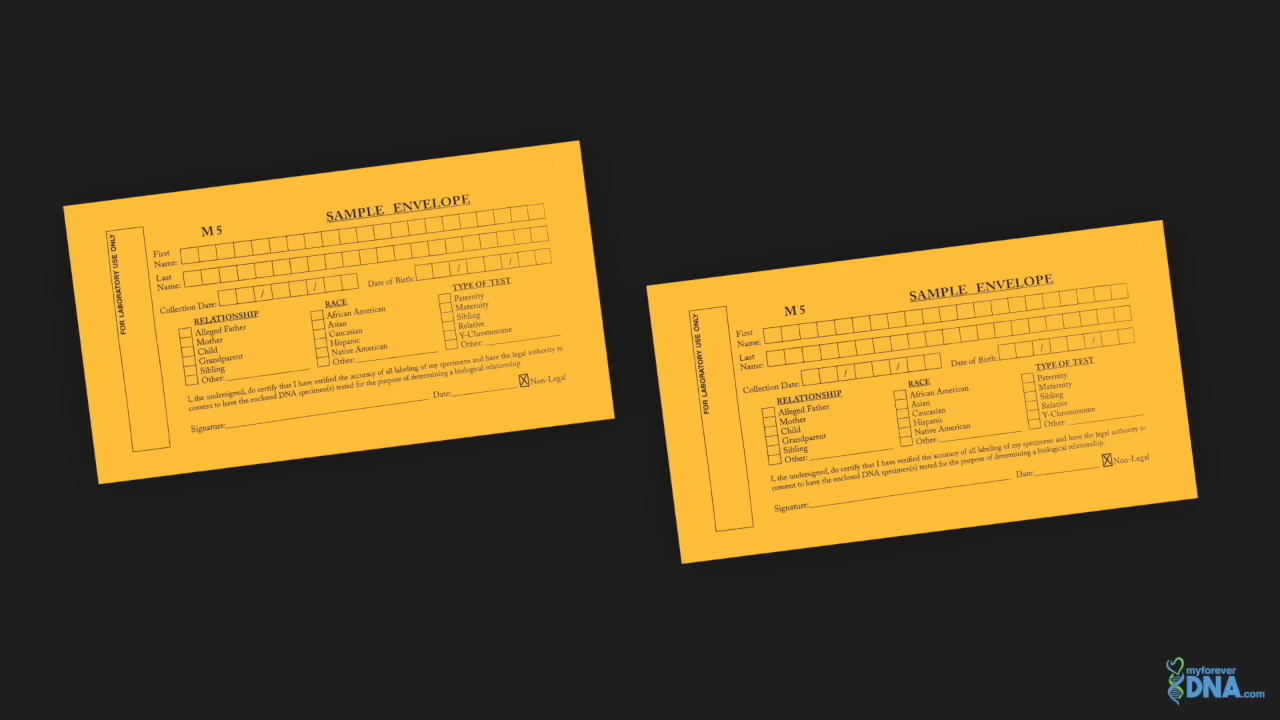 FOR LABORATORY USE ONLY
M 5
SAMPLE ENVELOPE
First
Name:
Last
Name:
Collection Date: / /
Date of Birth: / /
RELATIONSHIP
Alleged Father
Mother
Child
Grandparent
Sibling
Other:
RACE
African American
Asian
Caucasian
Hispanic
Native American
Other:
TYPE OF TEST
Paternity
Maternity
Sibling
Relative
Y-Chromosome
Other:
I, the undersigned, do certify that I have verified the accuracy of all labeling of my specimens and have the legal authority to
consent to have the enclosed DNA specimen(s) tested for the purpose of determining a biological relationship.
Signature: Date: X Non-Legal
FOR LABORATORY USE ONLY
M 5
SAMPLE ENVELOPE
First
Name:
Last
Name:
Collection Date: / /
Date of Birth: / /
RELATIONSHIP
Alleged Father
Mother
Child
Grandparent
Sibling
Other:
RACE
African American
Asian
Caucasian
Hispanic
Native American
Other:
TYPE OF TEST
Paternity
Maternity
Sibling
Relative
Y-Chromosome
Other:
I, the undersigned, do certify that I have verified the accuracy of all labeling of my specimens and have the legal authority to
consent to have the enclosed DNA specimen(s) tested for the purpose of determining a biological relationship.
Signature: Date: X Non-Legal
myforever
DNA.com